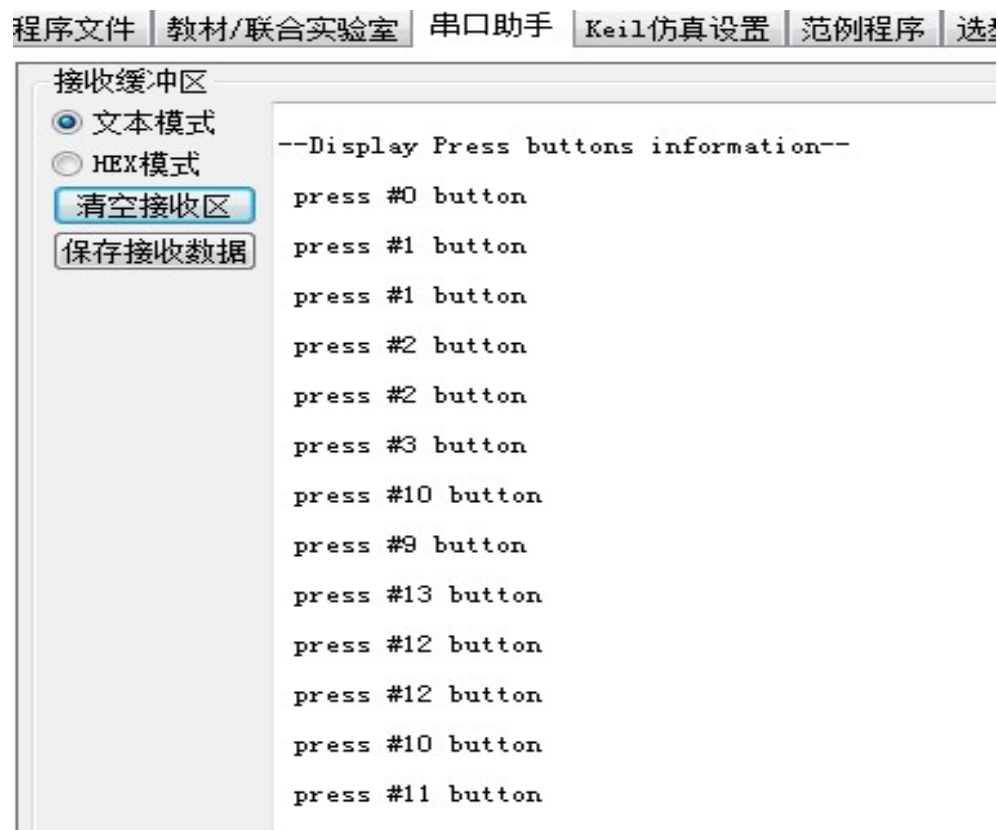 程序文件 教材/联合实验室 串口助手 Keil仿真设置 范例程序
接收缓冲区
文本模式
HEX模式
清空接收区
保存接收数据
--Display Press buttons information--
press #0 button
press #1 button
press #1 button
press #2 button
press #2 button
press #3 button
press #10 button
press #9 button
press #13 button
press #12 button
press #12 button
press #10 button
press #11 button